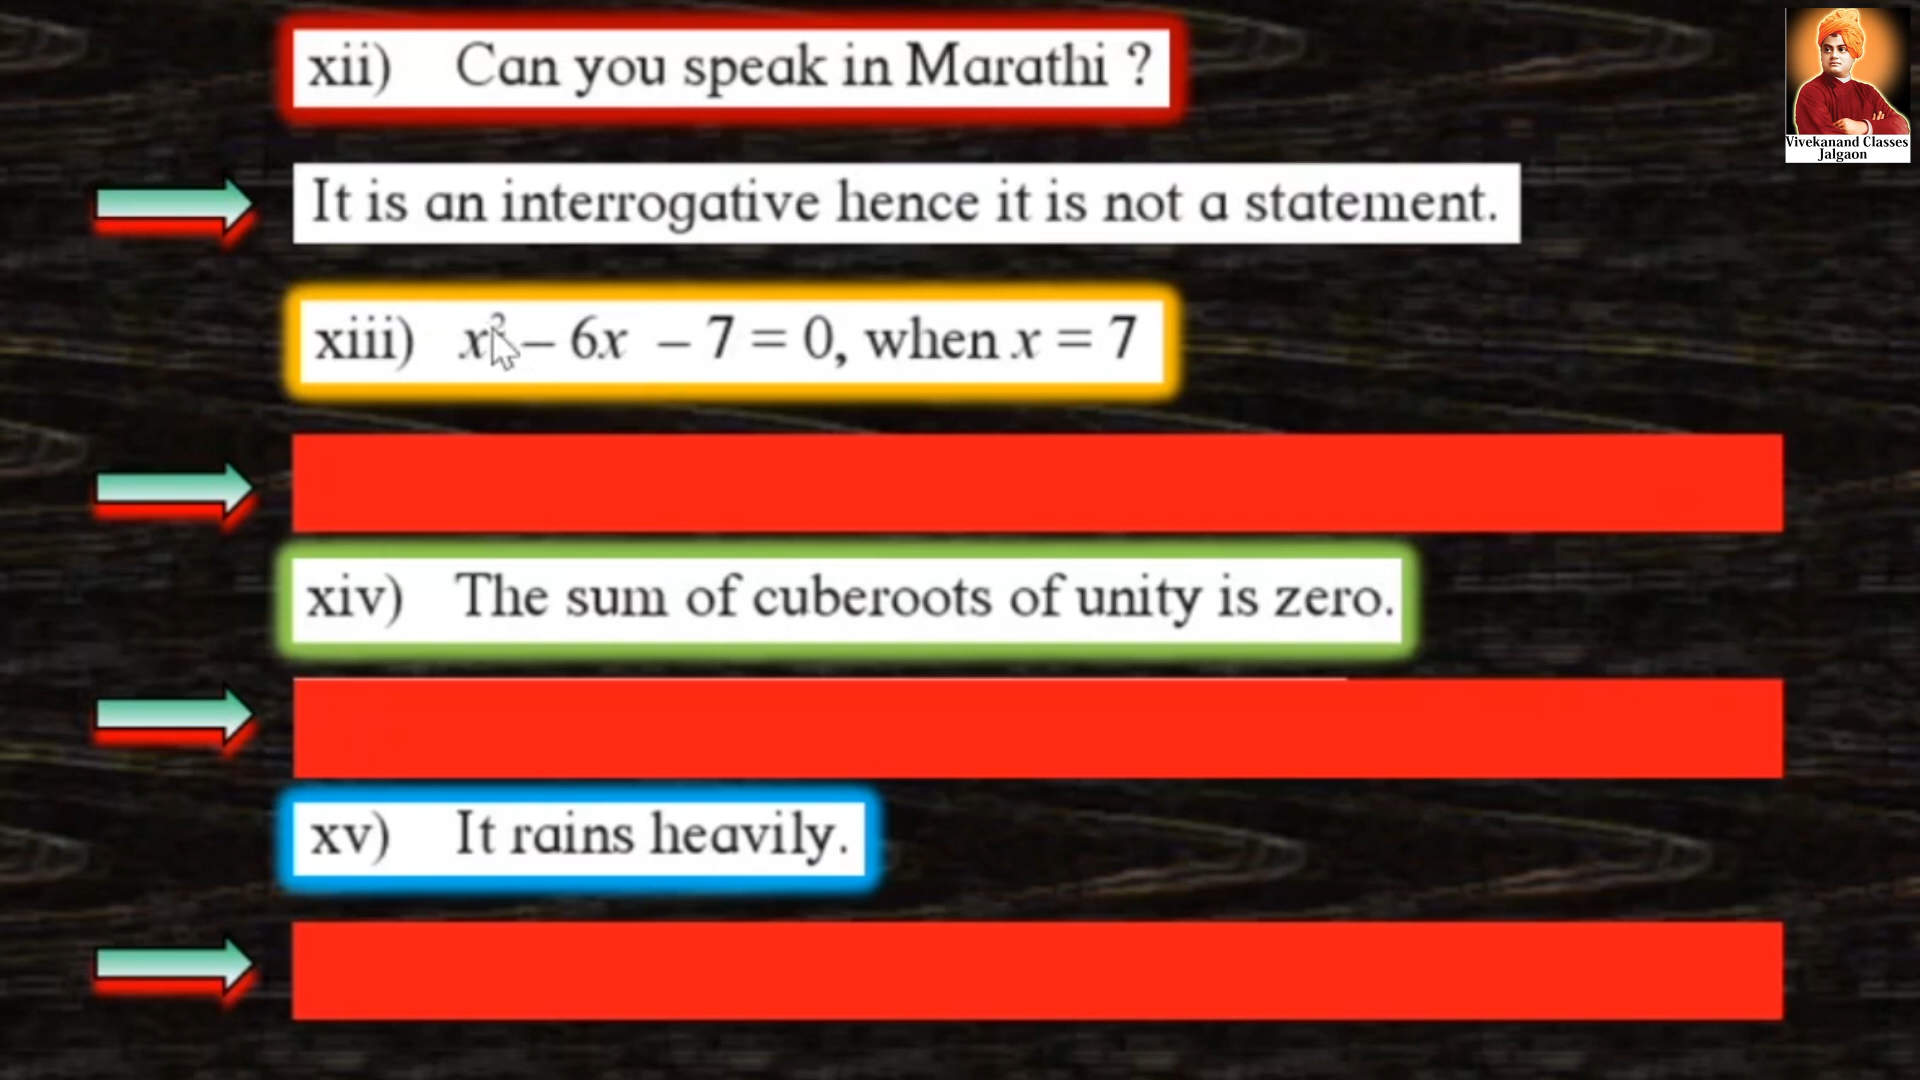 xii) Can you speak in Marathi ?
Vivekanand Classes
Jalgaon
It is an interrogative hence it is not a statement.
xiii) x² – 6x – 7 = 0, when x = 7
xiv) The sum of cuberoots of unity is zero.
xv) It rains heavily.